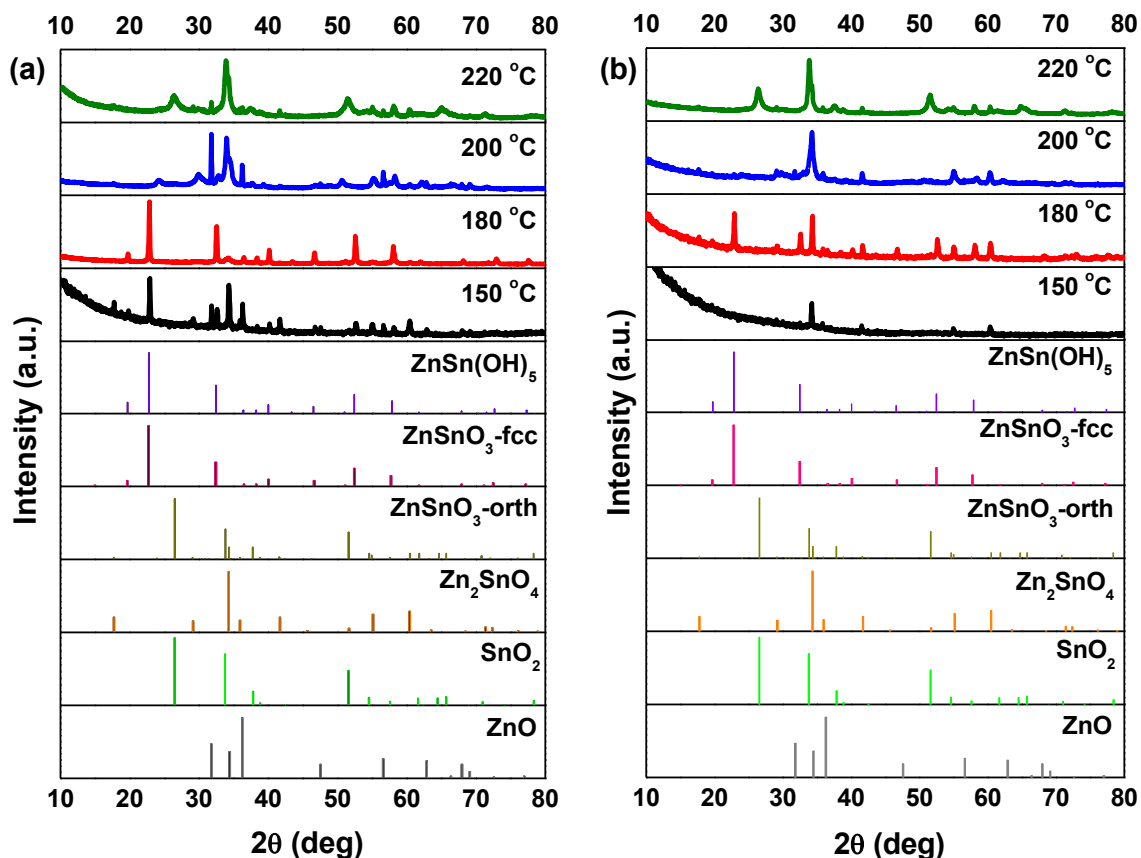 10 20 30 40 50 60 70 80
(a)
220 °C
200 °C
180 °C
150 °C
ZnSn(OH)₅
ZnSnO₃-fcc
ZnSnO₃-orth
Zn₂SnO₄
SnO₂
ZnO
Intensity (a.u.)
10 20 30 40 50 60 70 80
2θ (deg)
10 20 30 40 50 60 70 80
(b)
220 °C
200 °C
180 °C
150 °C
ZnSn(OH)₅
ZnSnO₃-fcc
ZnSnO₃-orth
Zn₂SnO₄
SnO₂
ZnO
Intensity (a.u.)
10 20 30 40 50 60 70 80
2θ (deg)